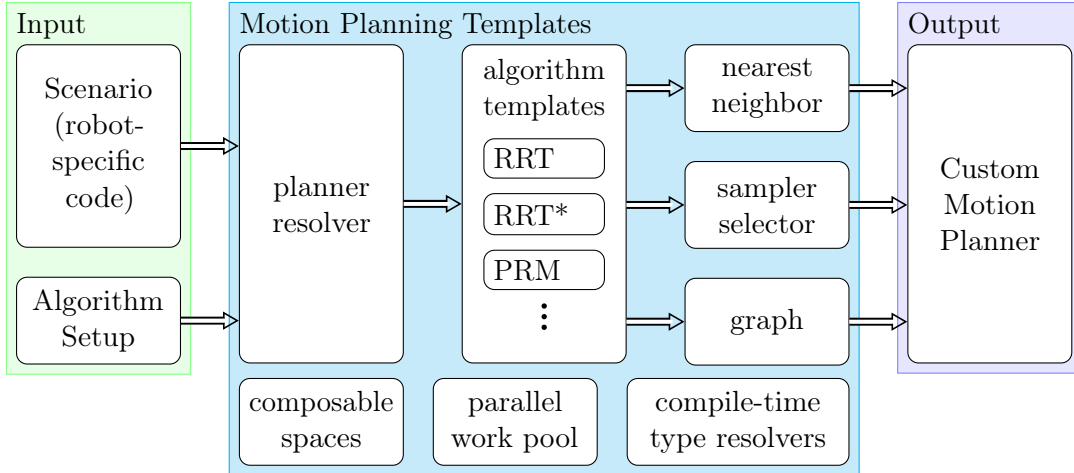 Input
Scenario
(robot-
specific
code)
Algorithm
Setup
Motion Planning Templates
planner
resolver
algorithm
templates
RRT
RRT*
PRM
nearest
neighbor
sampler
selector
graph
composable
spaces
parallel
work pool
compile-time
type resolvers
Output
Custom
Motion
Planner